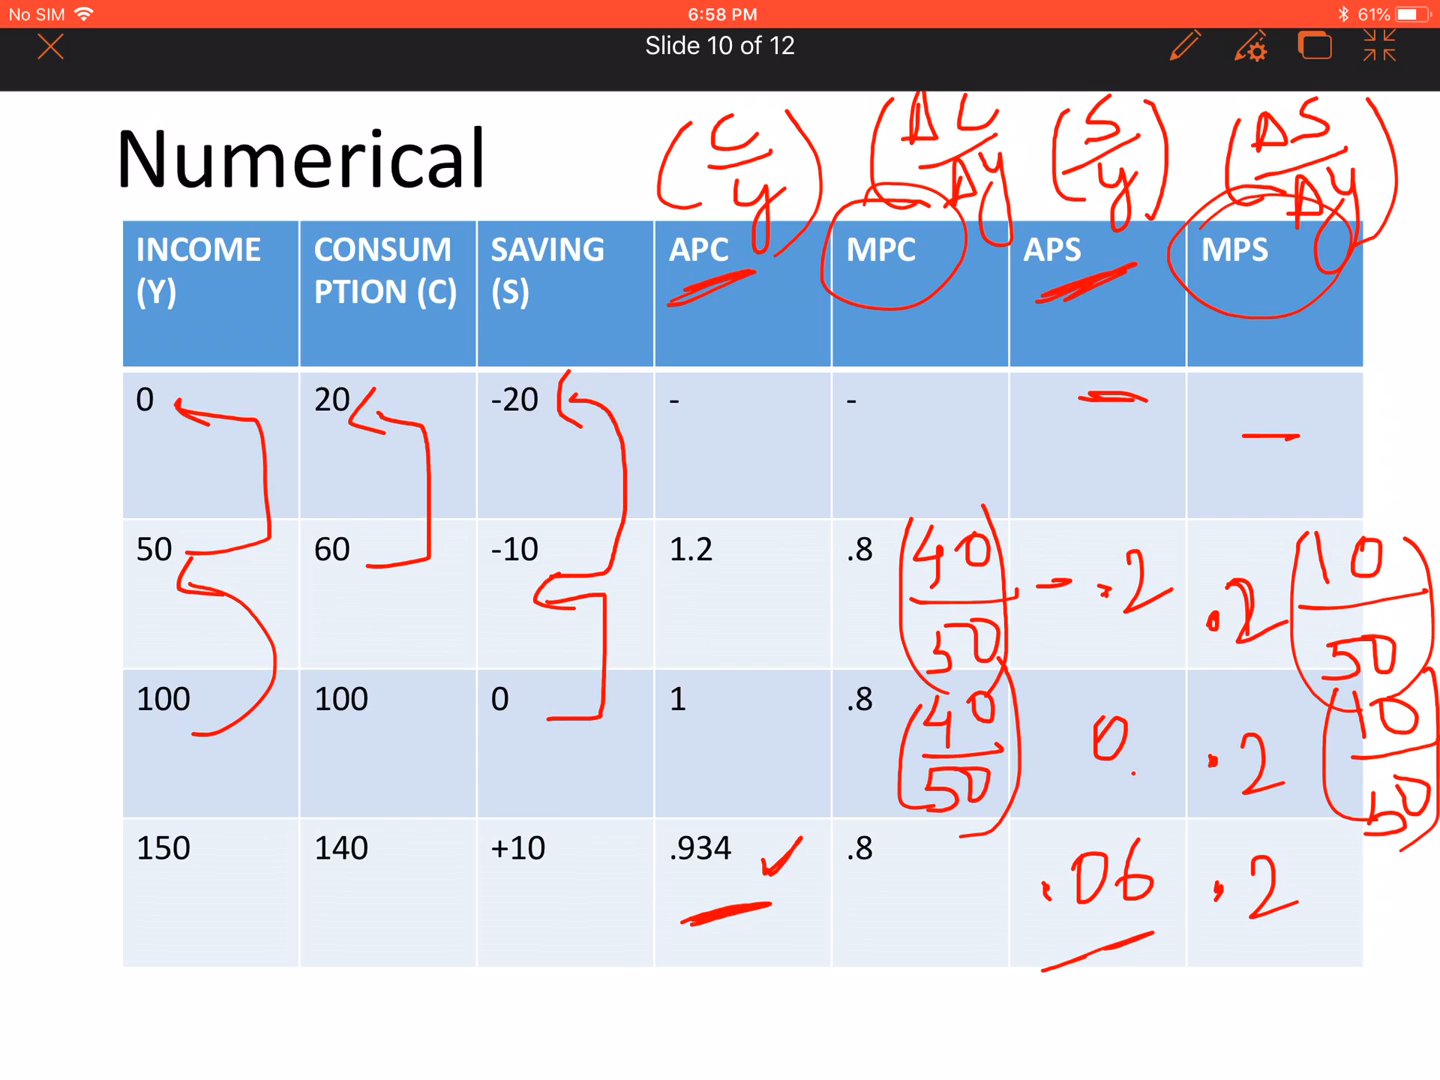 No SIM 6:58 PM 61%
Slide 10 of 12
Numerical
(C/y) (ΔC/Δy) (S/y) (ΔS/Δy)
INCOME (Y) CONSUM PTION (C) SAVING (S) APC MPC APS MPS
0 20 -20 - - – –
50 60 -10 1.2 .8 (40/50) -.2 .2 (10/50)
100 100 0 1 .8 (40/50) 0 .2 (10/50)
150 140 +10 .934 ✓ .8 .06 .2